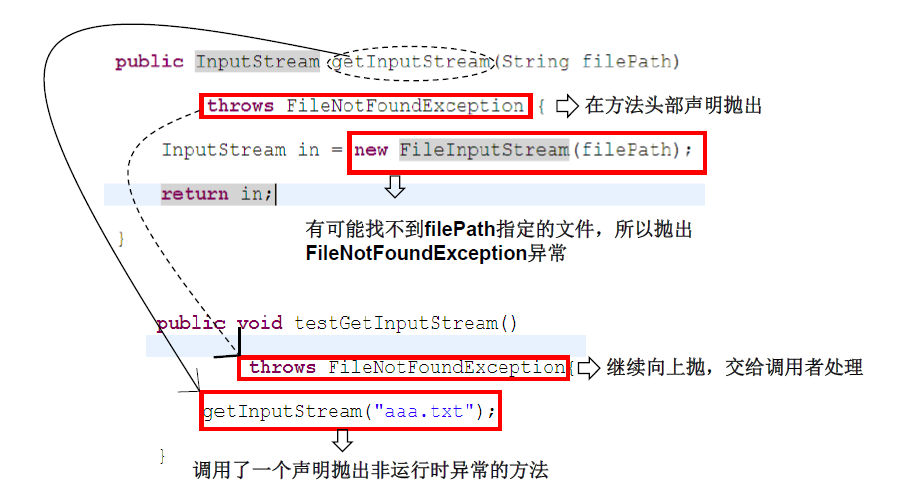 public InputStream getInputStream(String filePath)
throws FileNotFoundException { 在方法头部声明抛出
InputStream in = new FileInputStream(filePath);
return in;
有可能找不到filePath指定的文件，所以抛出
FileNotFoundException异常
}
public void testGetInputStream()
throws FileNotFoundException{ 继续向上抛，交给调用者处理
getInputStream("aaa.txt");
}
调用了一个声明抛出非运行时异常的方法